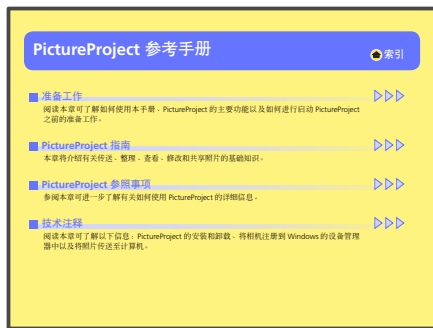 PictureProject 参考手册
索引
准备工作
阅读本章可了解如何使用本手册、PictureProject 的主要功能以及如何进行启动 PictureProject
之前的准备工作。
PictureProject 指南
本章将介绍有关传送、整理、查看、修改和共享照片的基础知识。
PictureProject 参照事项
参阅本章可进一步了解有关如何使用 PictureProject 的详细信息。
技术注释
阅读本章可了解以下信息：PictureProject 的安装和卸载、将相机注册到 Windows 的设备管理
器中以及将照片传送至计算机。